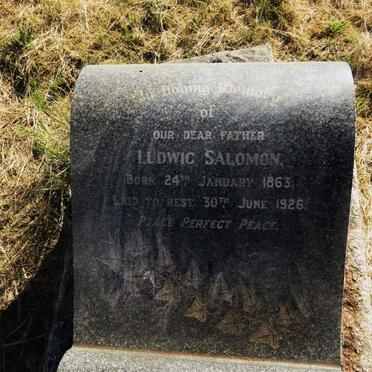 In Loving Memory
of
OUR DEAR FATHER
LUDWIG SALOMON,
BORN 24TH JANUARY 1863,
LAID TO REST 30TH JUNE 1926.
PEACE PERFECT PEACE.